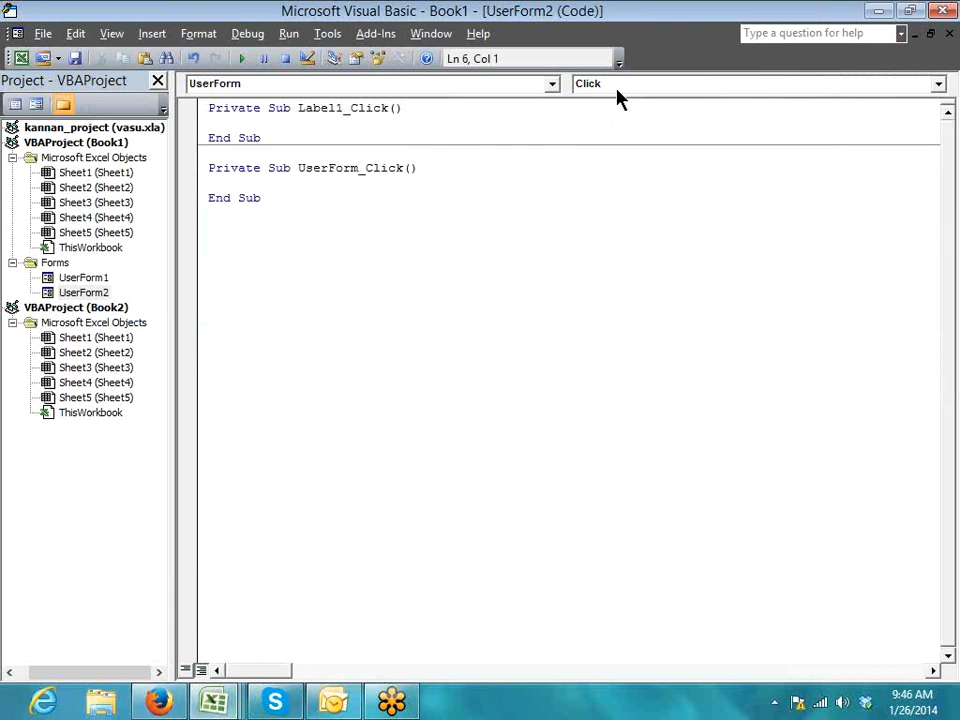 Microsoft Visual Basic - Book1 - [UserForm2 (Code)]
File Edit View Insert Format Debug Run Tools Add-Ins Window Help
Type a question for help
Ln 6, Col 1
Project - VBAProject
UserForm
Click
kannan_project (vasu.xla)
VBAProject (Book1)
Microsoft Excel Objects
Sheet1 (Sheet1)
Sheet2 (Sheet2)
Sheet3 (Sheet3)
Sheet4 (Sheet4)
Sheet5 (Sheet5)
ThisWorkbook
Forms
UserForm1
UserForm2
VBAProject (Book2)
Microsoft Excel Objects
Sheet1 (Sheet1)
Sheet2 (Sheet2)
Sheet3 (Sheet3)
Sheet4 (Sheet4)
Sheet5 (Sheet5)
ThisWorkbook
Private Sub Label1_Click()
End Sub
Private Sub UserForm_Click()
End Sub
9:46 AM
1/26/2014